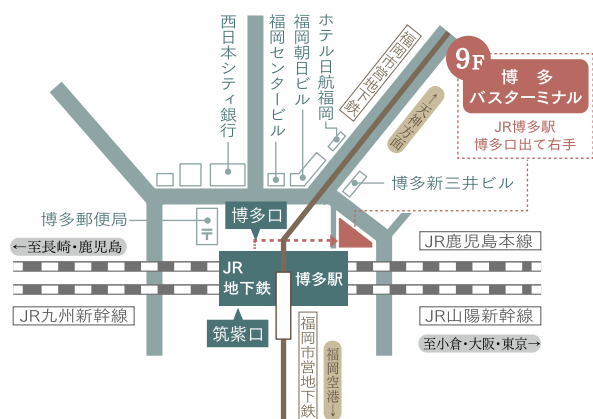 西日本シティ銀行
福岡センタービル
福岡朝日ビル
ホテル日航福岡
福岡市営地下鉄
←天神方面
9F
博多
バスターミナル
JR博多駅
博多口出て右手
博多新三井ビル
博多郵便局
〒
博多口
←至長崎・鹿児島
JR鹿児島本線
JR
地下鉄
博多駅
JR九州新幹線
JR山陽新幹線
筑紫口
至小倉・大阪・東京→
福岡市営地下鉄
福岡空港→